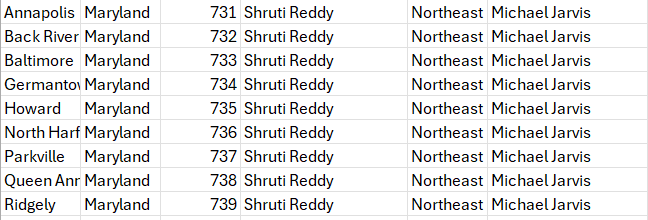 Annapolis Maryland 731 Shruti Reddy Northeast Michael Jarvis
Back River Maryland 732 Shruti Reddy Northeast Michael Jarvis
Baltimore Maryland 733 Shruti Reddy Northeast Michael Jarvis
Germantow Maryland 734 Shruti Reddy Northeast Michael Jarvis
Howard Maryland 735 Shruti Reddy Northeast Michael Jarvis
North Harf Maryland 736 Shruti Reddy Northeast Michael Jarvis
Parkville Maryland 737 Shruti Reddy Northeast Michael Jarvis
Queen Ann Maryland 738 Shruti Reddy Northeast Michael Jarvis
Ridgely Maryland 739 Shruti Reddy Northeast Michael Jarvis